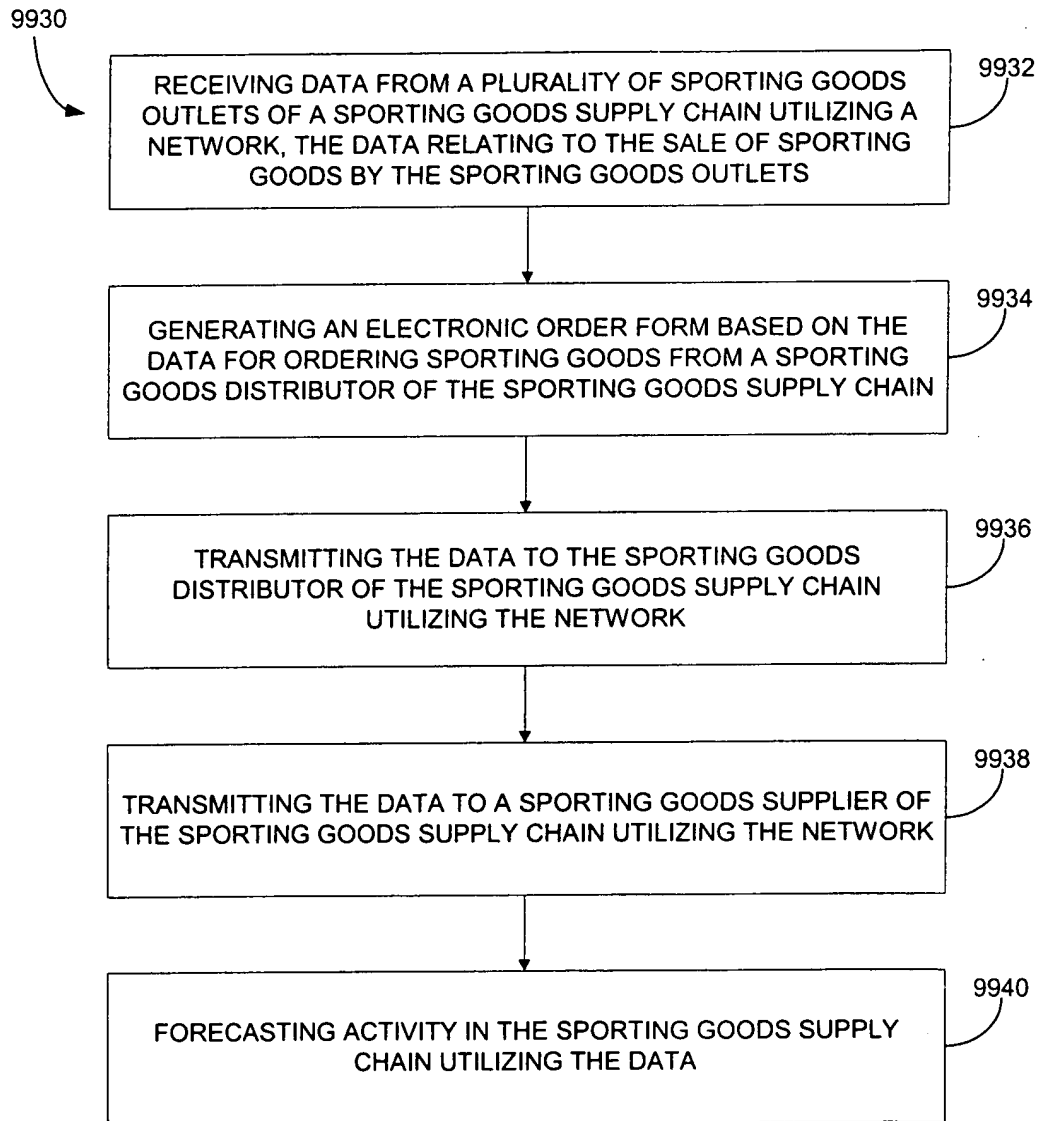 9930
RECEIVING DATA FROM A PLURALITY OF SPORTING GOODS
OUTLETS OF A SPORTING GOODS SUPPLY CHAIN UTILIZING A
NETWORK, THE DATA RELATING TO THE SALE OF SPORTING
GOODS BY THE SPORTING GOODS OUTLETS
9932
GENERATING AN ELECTRONIC ORDER FORM BASED ON THE
DATA FOR ORDERING SPORTING GOODS FROM A SPORTING
GOODS DISTRIBUTOR OF THE SPORTING GOODS SUPPLY CHAIN
9934
TRANSMITTING THE DATA TO THE SPORTING GOODS
DISTRIBUTOR OF THE SPORTING GOODS SUPPLY CHAIN
UTILIZING THE NETWORK
9936
TRANSMITTING THE DATA TO A SPORTING GOODS SUPPLIER OF
THE SPORTING GOODS SUPPLY CHAIN UTILIZING THE NETWORK
9938
FORECASTING ACTIVITY IN THE SPORTING GOODS SUPPLY
CHAIN UTILIZING THE DATA
9940